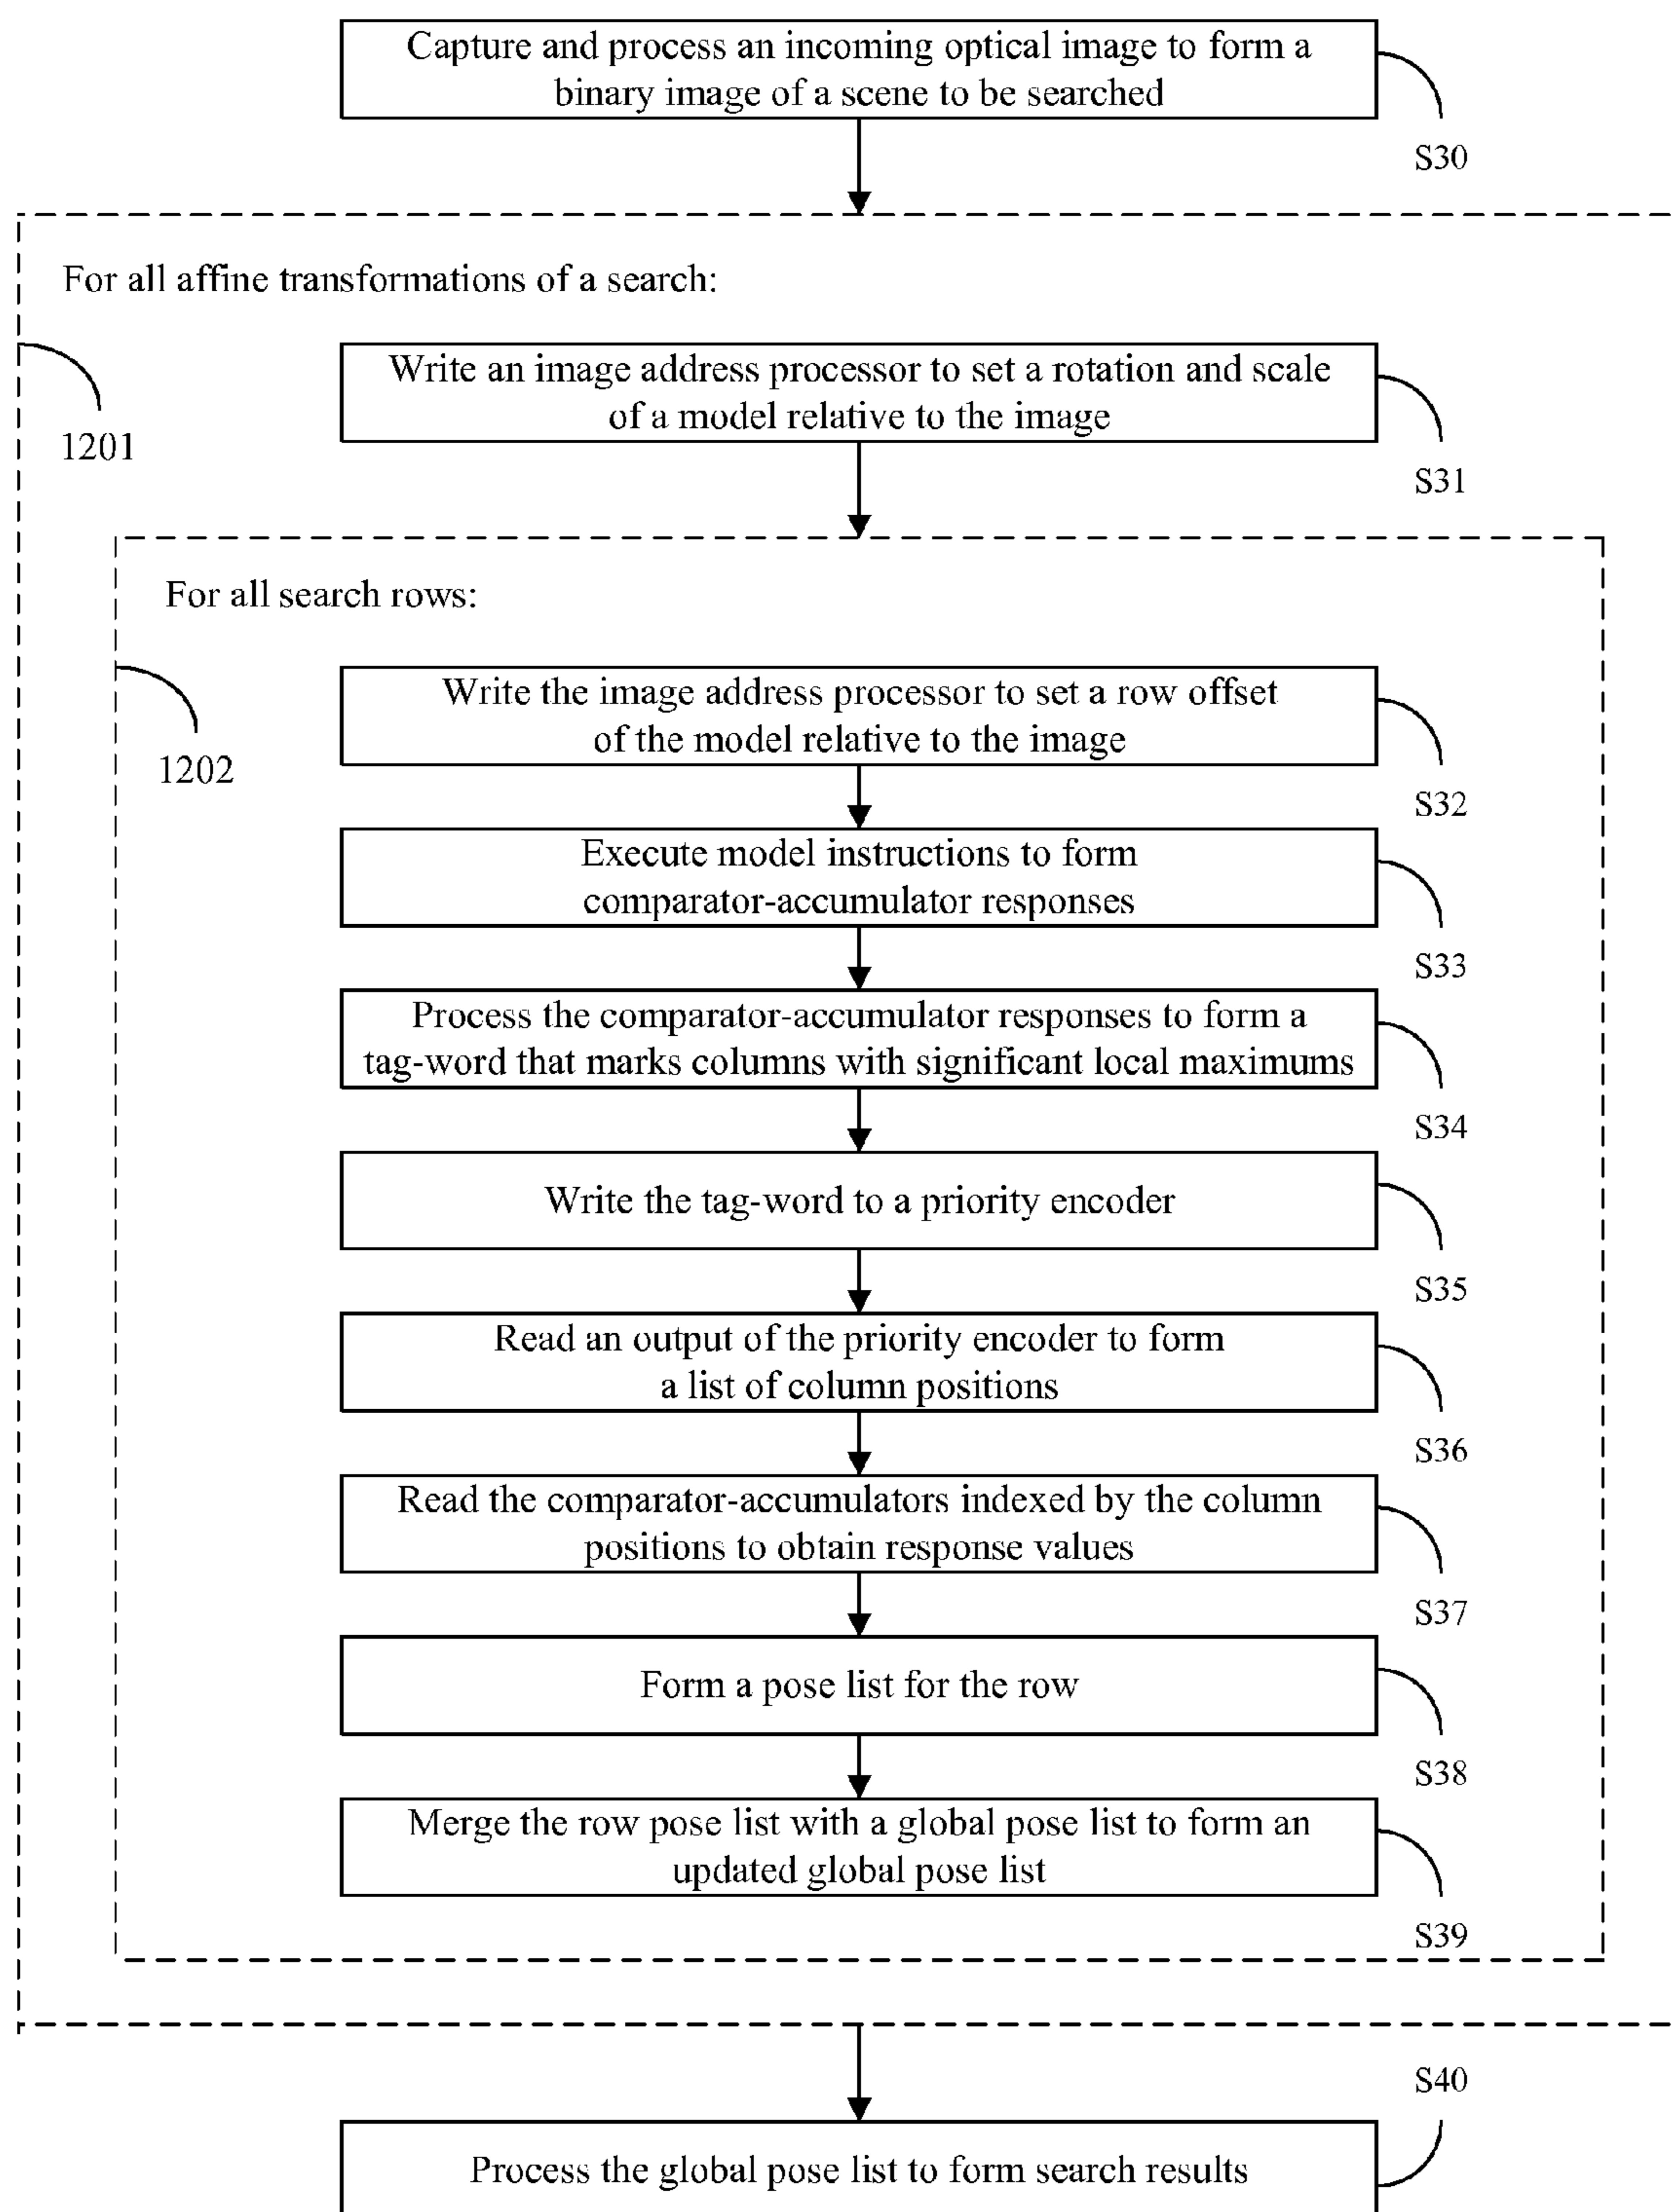 Capture and process an incoming optical image to form a
binary image of a scene to be searched
S30
For all affine transformations of a search:
1201
Write an image address processor to set a rotation and scale
of a model relative to the image
S31
For all search rows:
1202
Write the image address processor to set a row offset
of the model relative to the image
S32
Execute model instructions to form
comparator-accumulator responses
S33
Process the comparator-accumulator responses to form a
tag-word that marks columns with significant local maximums
S34
Write the tag-word to a priority encoder
S35
Read an output of the priority encoder to form
a list of column positions
S36
Read the comparator-accumulators indexed by the column
positions to obtain response values
S37
Form a pose list for the row
S38
Merge the row pose list with a global pose list to form an
updated global pose list
S39
S40
Process the global pose list to form search results